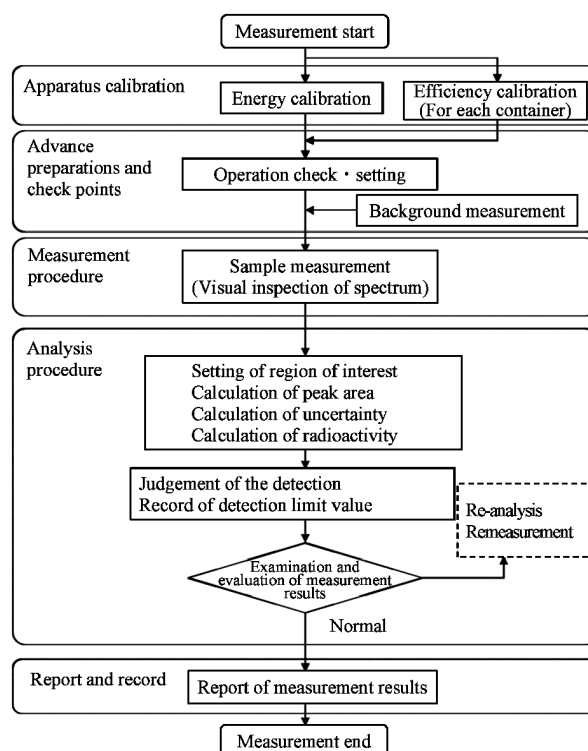 Measurement start
Apparatus calibration
Energy calibration
Efficiency calibration
(For each container)
Advance
preparations and
check points
Operation check・setting
Background measurement
Measurement
procedure
Sample measurement
(Visual inspection of spectrum)
Analysis
procedure
Setting of region of interest
Calculation of peak area
Calculation of uncertainty
Calculation of radioactivity
Judgement of the detection
Record of detection limit value
Re-analysis
Remeasurement
Examination and
evaluation of measurement
results
Normal
Report and record
Report of measurement results
Measurement end